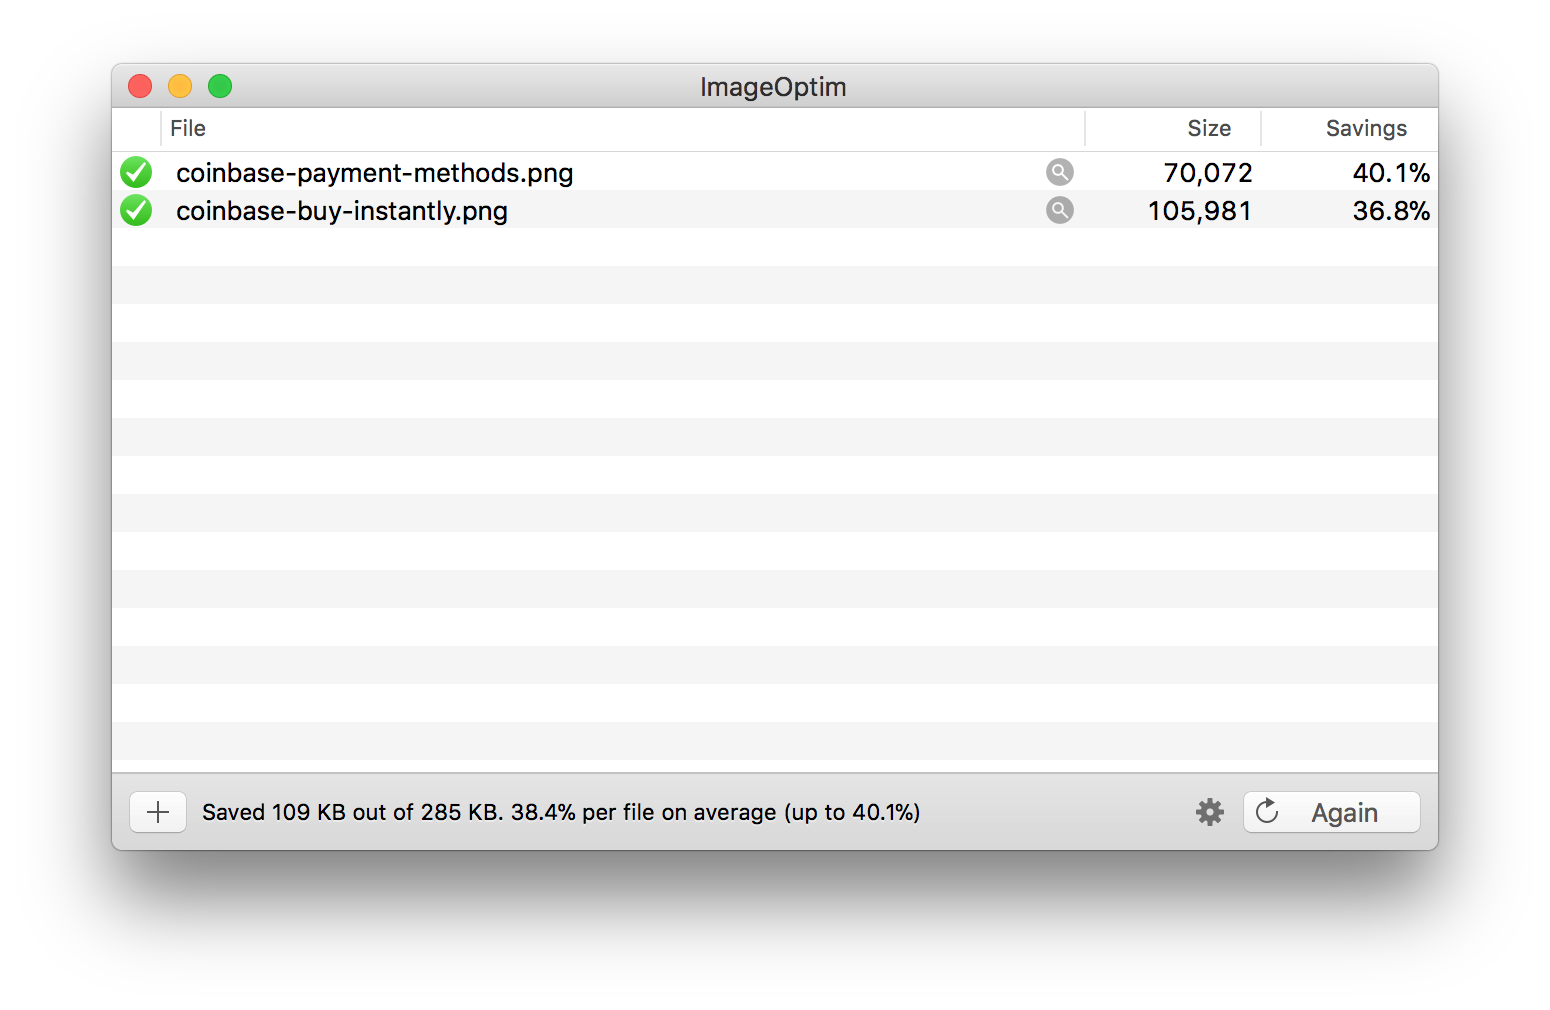 ImageOptim
File Size Savings
coinbase-payment-methods.png 70,072 40.1%
coinbase-buy-instantly.png 105,981 36.8%
Saved 109 KB out of 285 KB. 38.4% per file on average (up to 40.1%) Again